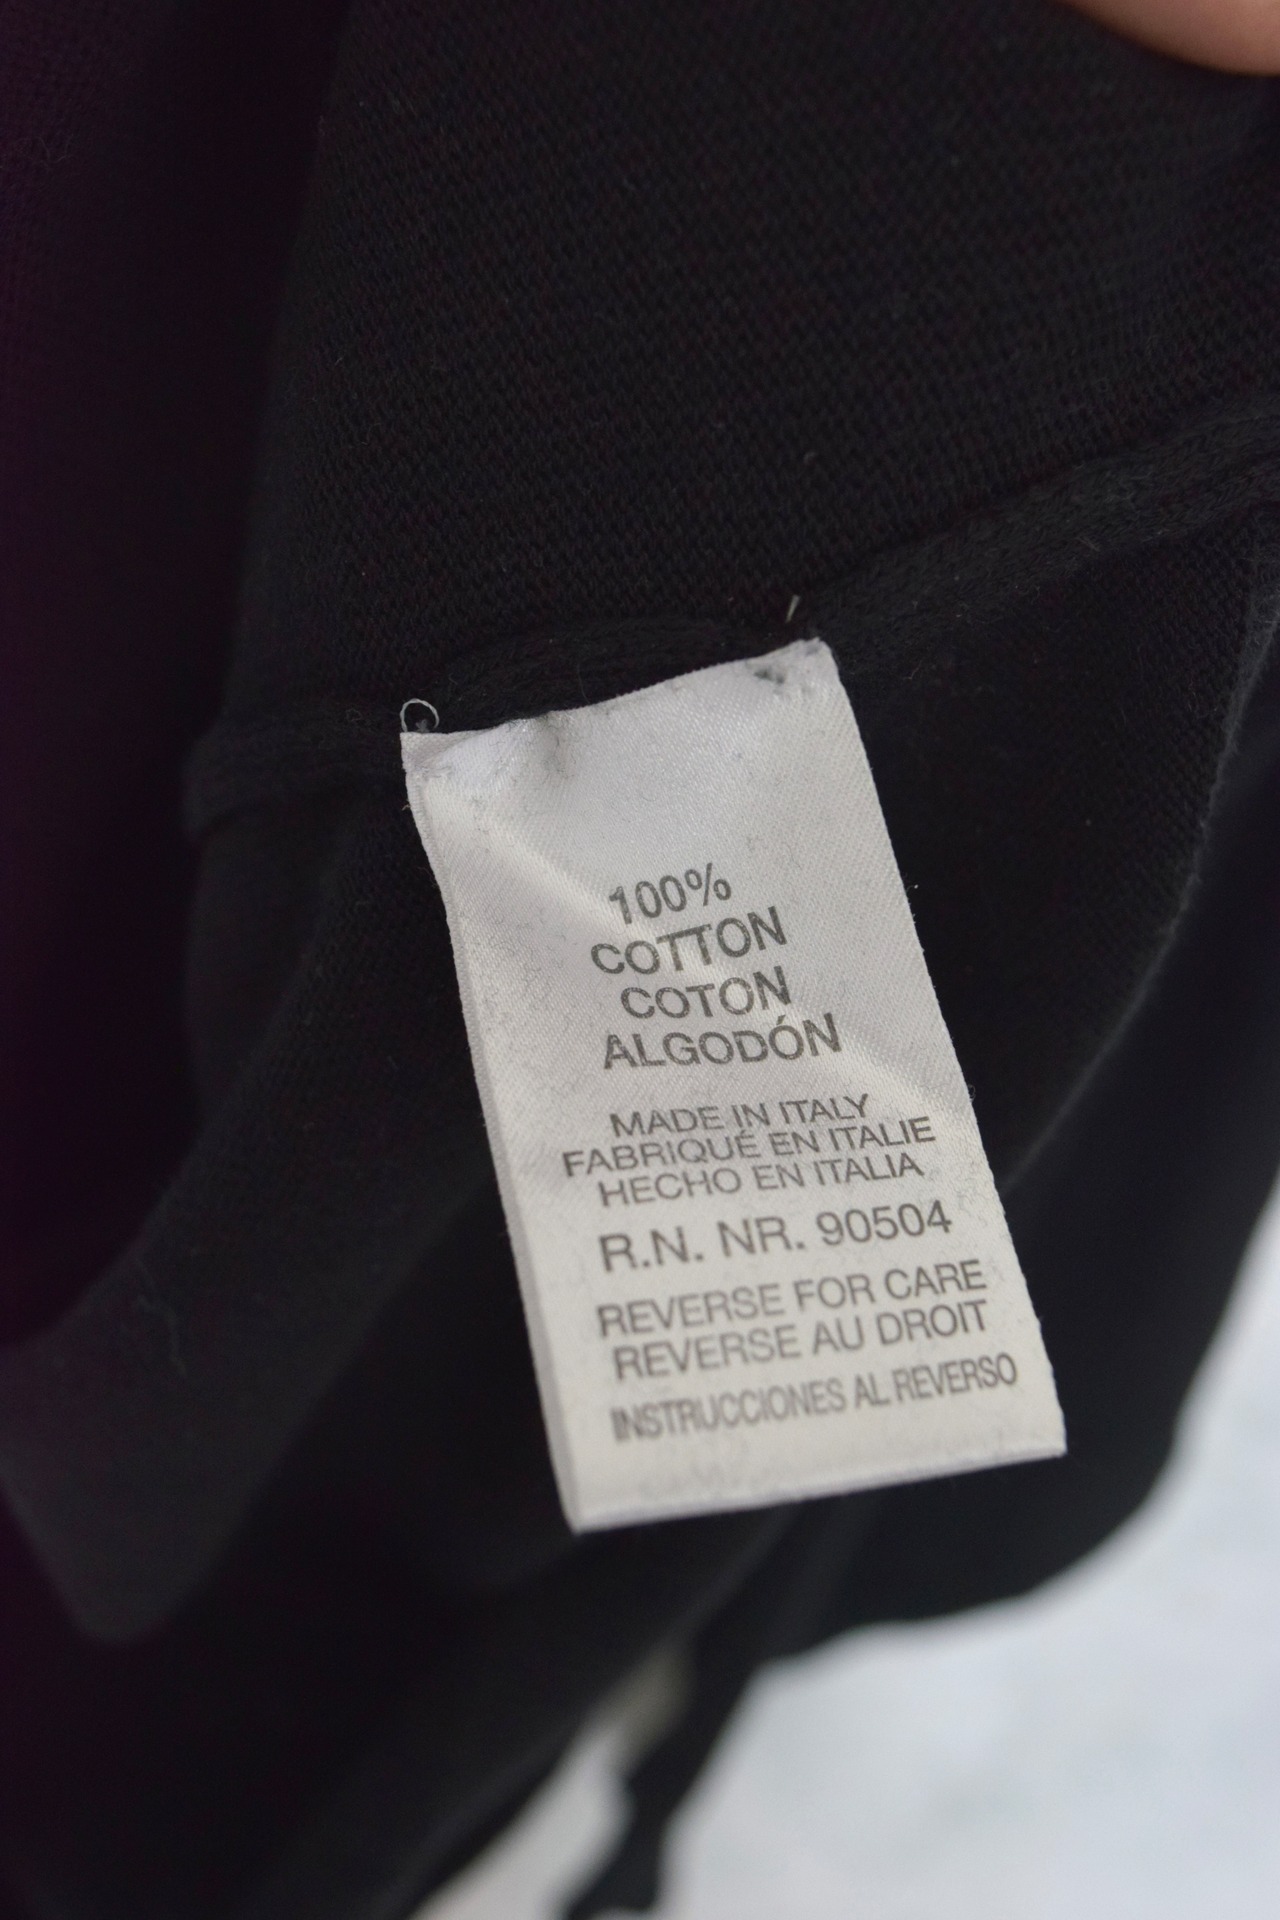 100%
COTTON
COTON
ALGODÓN
MADE IN ITALY
FABRIQUÉ EN ITALIE
HECHO EN ITALIA
R.N. NR. 90504
REVERSE FOR CARE
REVERSE AU DROIT
INSTRUCCIONES AL REVERSO